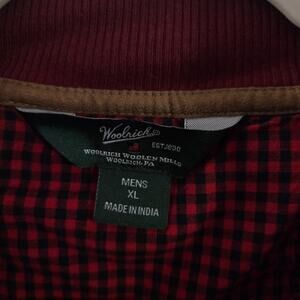 Woolrich
EST. 1830
WOOLRICH WOOLEN MILLS
WOOLRICH, PA
MENS
XL
MADE IN INDIA